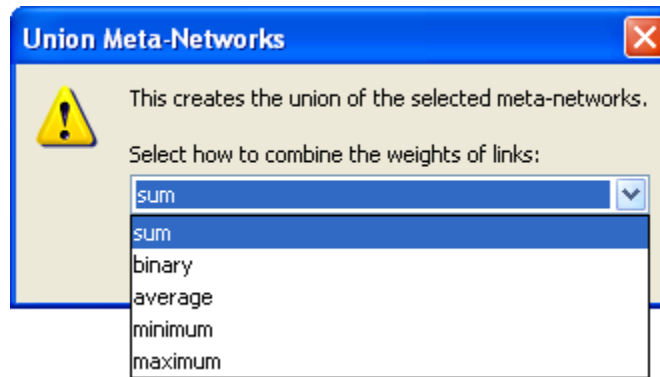 Union Meta-Networks
This creates the union of the selected meta-networks.
Select how to combine the weights of links:
sum
sum
binary
average
minimum
maximum